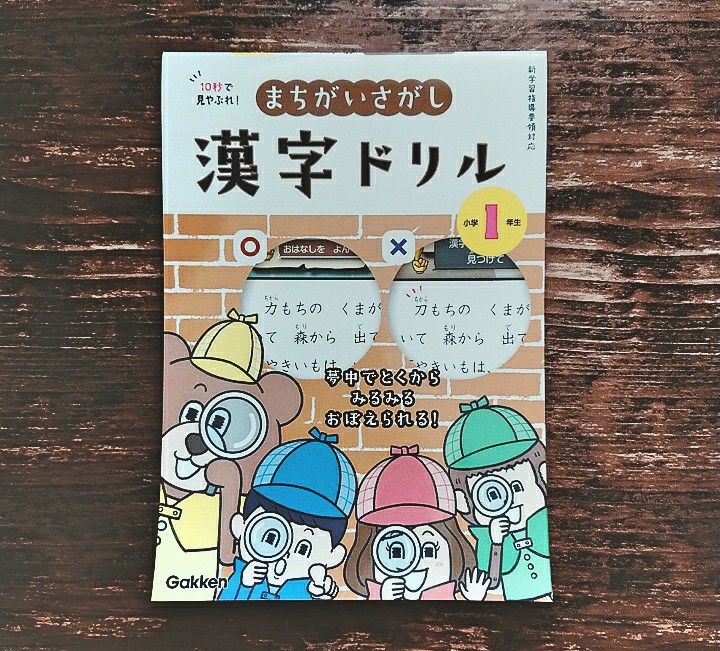 10秒で
見やぶれ!
まちがいさがし
新学習指導要領対応
漢字ドリル
小学1年生
おはなしを よん
ちから
力もちの くまが
もり で
て 森から 出て
やきいもは、
漢字
見つけて
ちから
刀もちの くまが
もり で
いて 森から 出て
やきいもは、
夢中でとくから
みるみる
おぼえられる!
Gakken